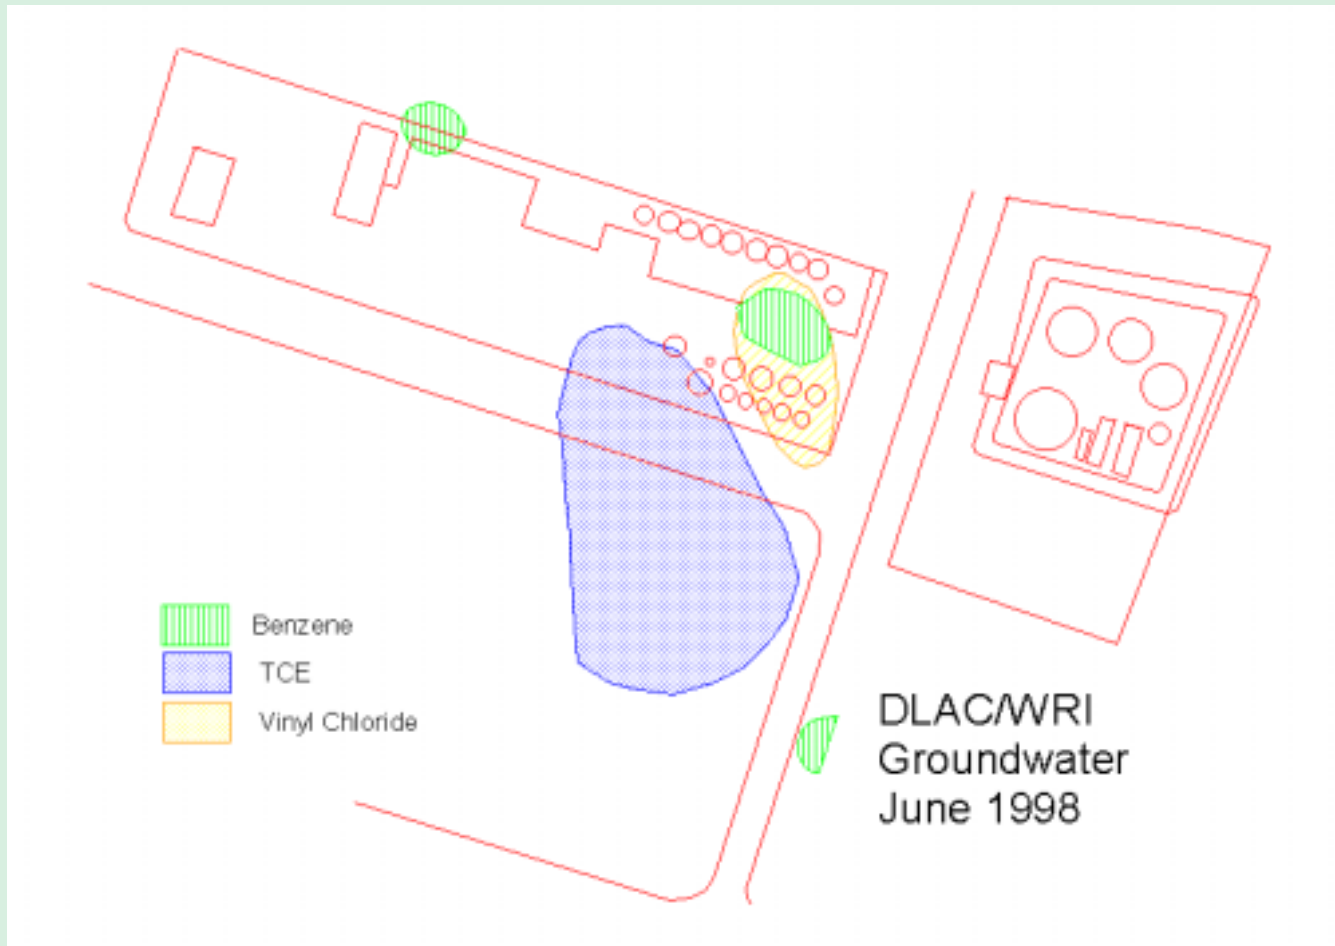 Benzene
TCE
Vinyl Chloride
DLAC/WRI
Groundwater
June 1998